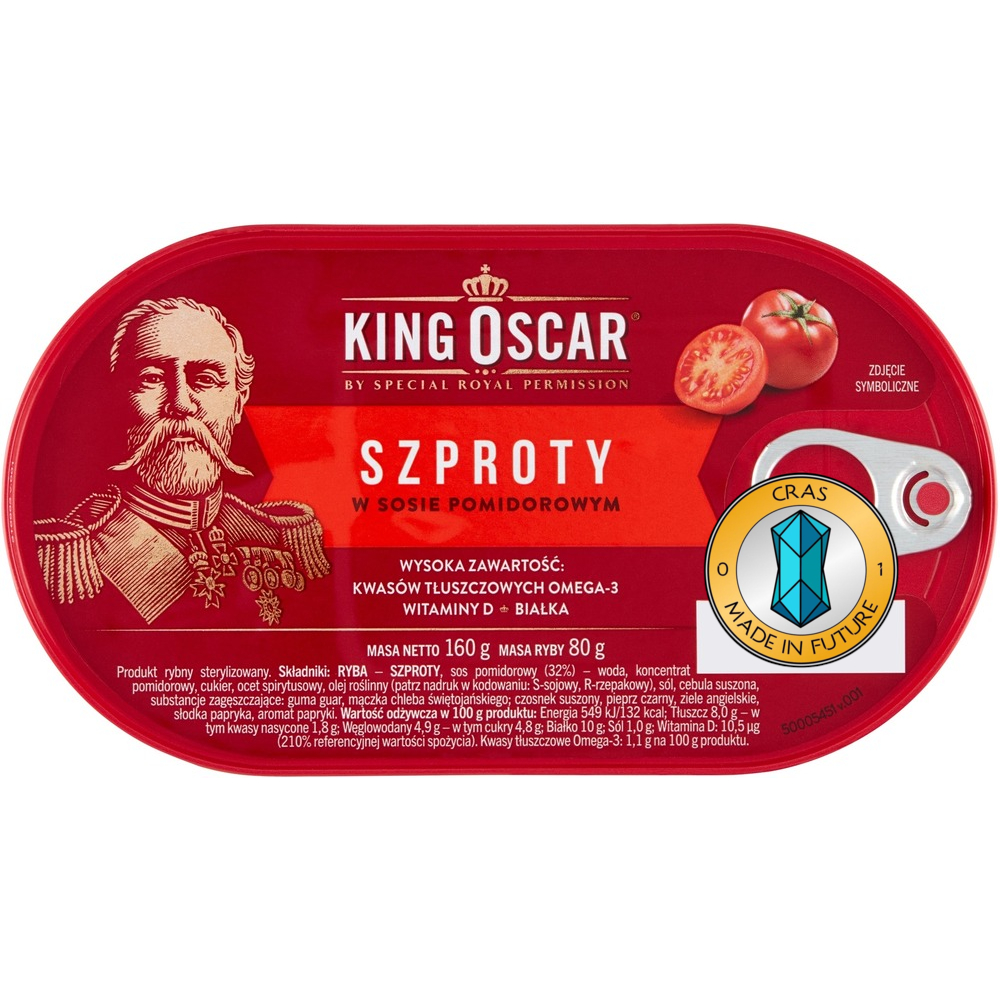 KING OSCAR®
BY SPECIAL ROYAL PERMISSION
ZDJĘCIE
SYMBOLICZNE
SZPROTY
W SOSIE POMIDOROWYM
WYSOKA ZAWARTOŚĆ:
KWASÓW TŁUSZCZOWYCH OMEGA-3
WITAMINY D BIAŁKA
CRAS
0 1
MADE IN FUTURE
MASA NETTO 160 g MASA RYBY 80 g
Produkt rybny sterylizowany. Składniki: RYBA – SZPROTY, sos pomidorowy (32%) – woda, koncentrat
pomidorowy, cukier, ocet spirytusowy, olej roślinny (patrz nadruk w kodowaniu: S-sojowy, R-rzepakowy), sól, cebula suszona,
substancje zagęszczające: guma guar, mączka chleba świętojańskiego; czosnek suszony, pieprz czarny, ziele angielskie,
słodka papryka, aromat papryki. Wartość odżywcza w 100 g produktu: Energia 549 kJ/132 kcal; Tłuszcz 8,0 g – w
tym kwasy nasycone 1,8 g; Węglowodany 4,9 g – w tym cukry 4,8 g; Białko 10 g; Sól 1,0 g; Witamina D: 10,5 µg
(210% referencyjnej wartości spożycia). Kwasy tłuszczowe Omega-3: 1,1 g na 100 g produktu.
50005451 v.001